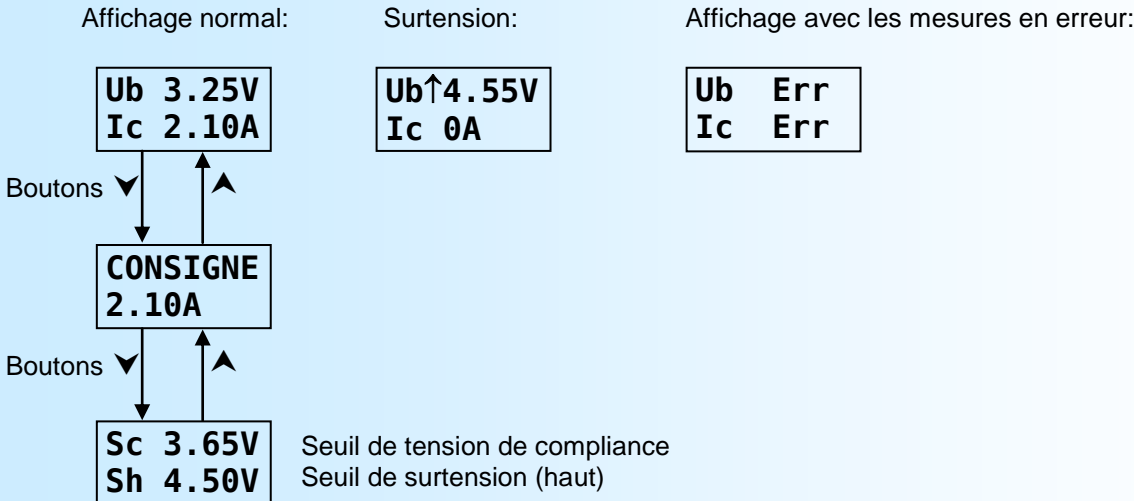 Affichage normal:
Surtension:
Affichage avec les mesures en erreur:
Ub 3.25V
Ic 2.10A
Ub↑4.55V
Ic 0A
Ub Err
Ic Err
Boutons
CONSIGNE
2.10A
Boutons
Sc 3.65V
Sh 4.50V
Seuil de tension de compliance
Seuil de surtension (haut)